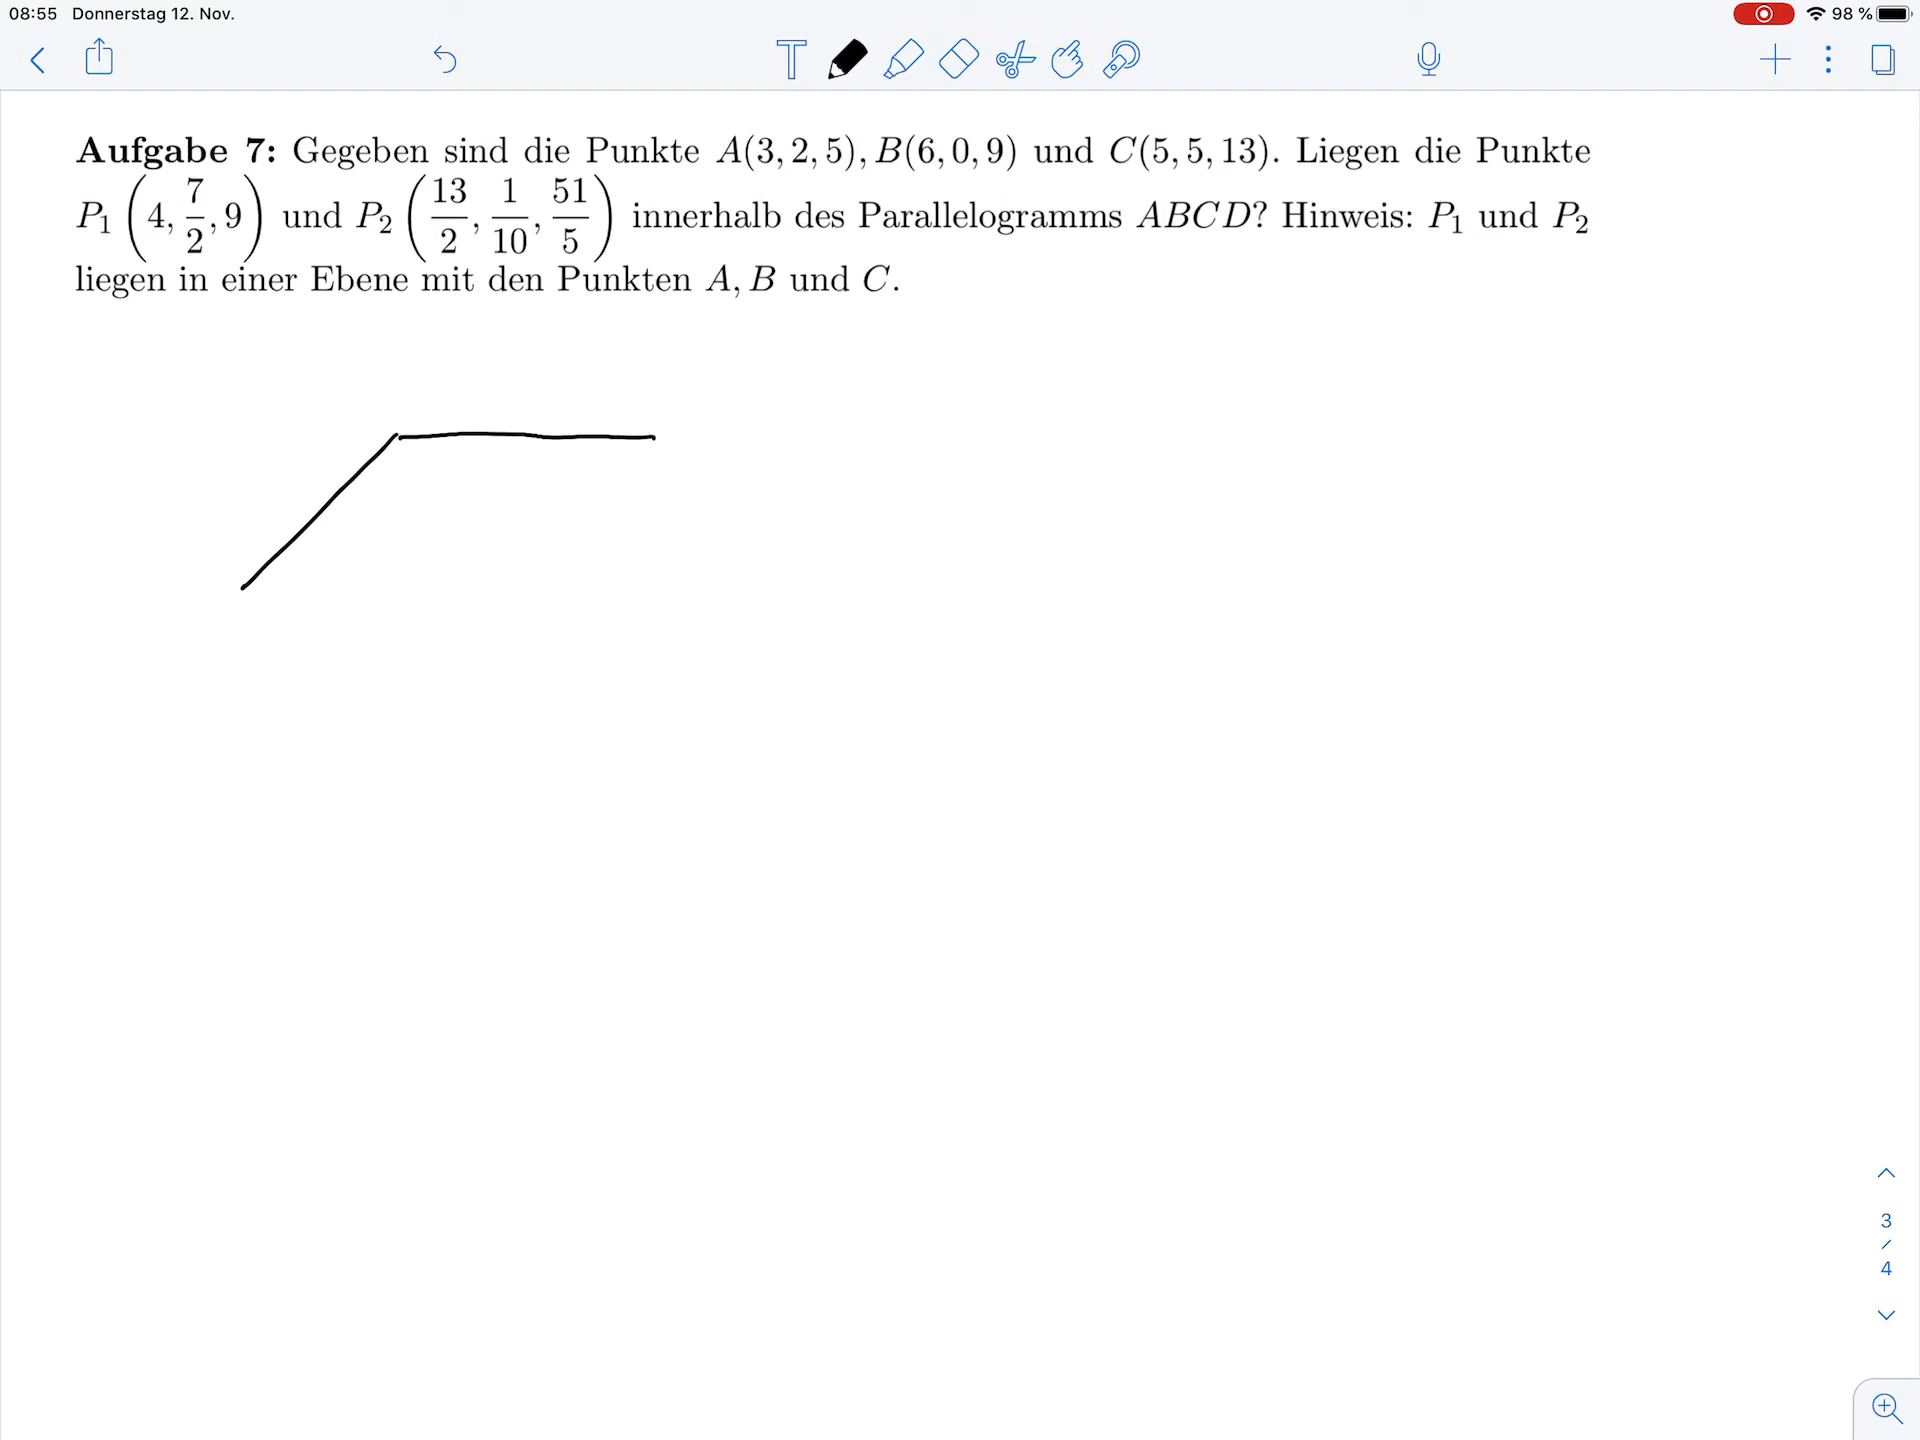 08:55 Donnerstag 12. Nov. 98 %
Aufgabe 7: Gegeben sind die Punkte A(3, 2, 5), B(6, 0, 9) und C(5, 5, 13). Liegen die Punkte
P₁ (4, 7/2, 9) und P₂ (13/2, 1/10, 51/5) innerhalb des Parallelogramms ABCD? Hinweis: P₁ und P₂
liegen in einer Ebene mit den Punkten A, B und C.
3
/
4